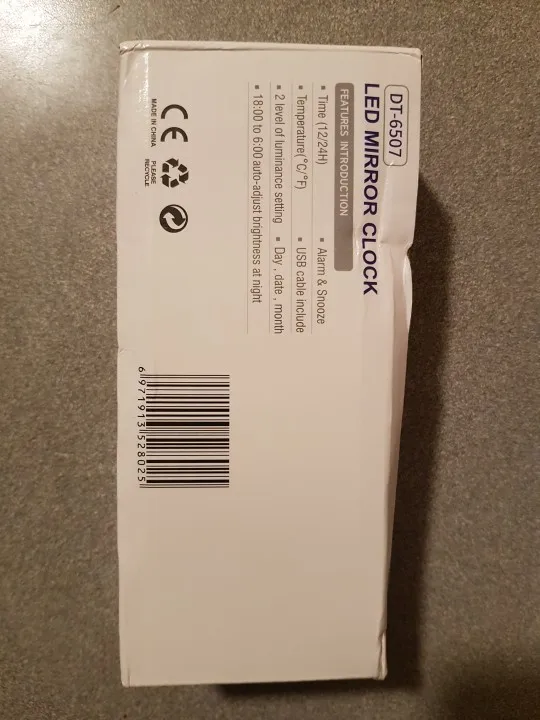 DT-6507
LED MIRROR CLOCK
FEATURES INTRODUCTION
▪ Time (12/24H) ▪ Alarm & Snooze
▪ Temperature(°C/°F) ▪ USB cable include
▪ 2 level of luminance setting ▪ Day , date , month
▪ 18:00 to 6:00 auto-adjust brightness at night
CE
MADE IN CHINA
PLEASE
RECYCLE
6 971913 528025